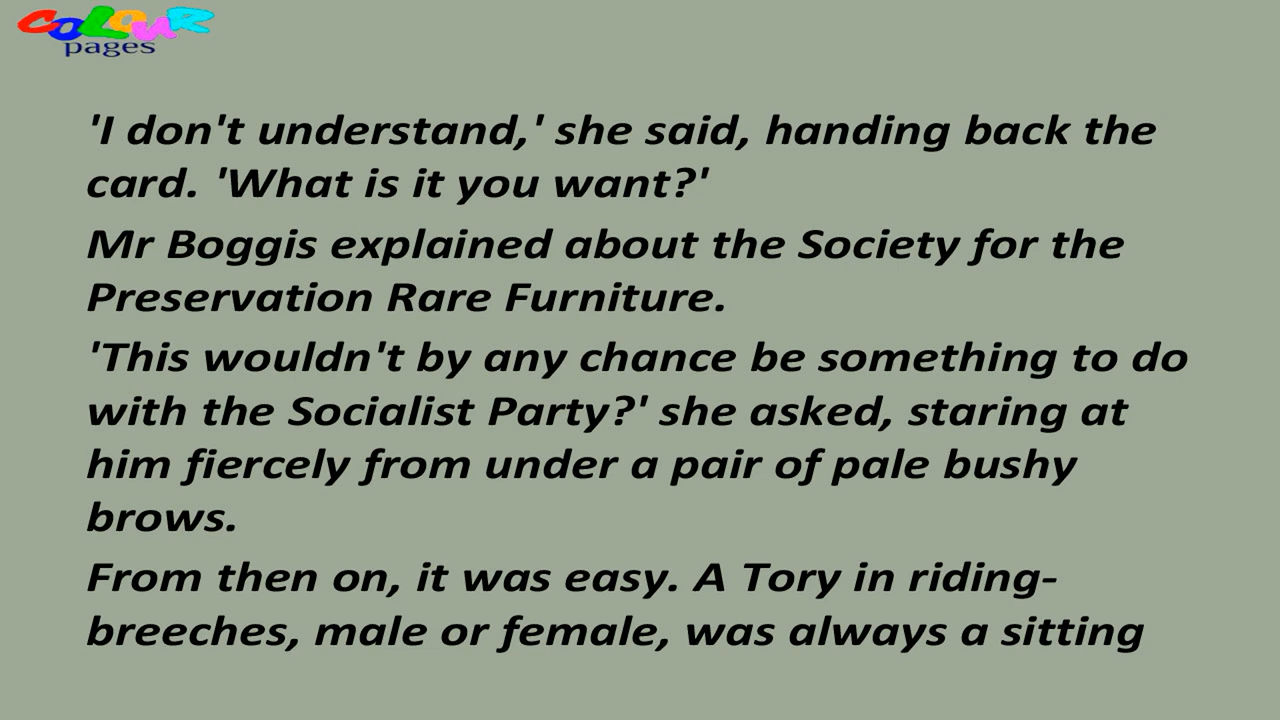 COLOUR
pages
'I don't understand,' she said, handing back the
card. 'What is it you want?'
Mr Boggis explained about the Society for the
Preservation Rare Furniture.
'This wouldn't by any chance be something to do
with the Socialist Party?' she asked, staring at
him fiercely from under a pair of pale bushy
brows.
From then on, it was easy. A Tory in riding-
breeches, male or female, was always a sitting